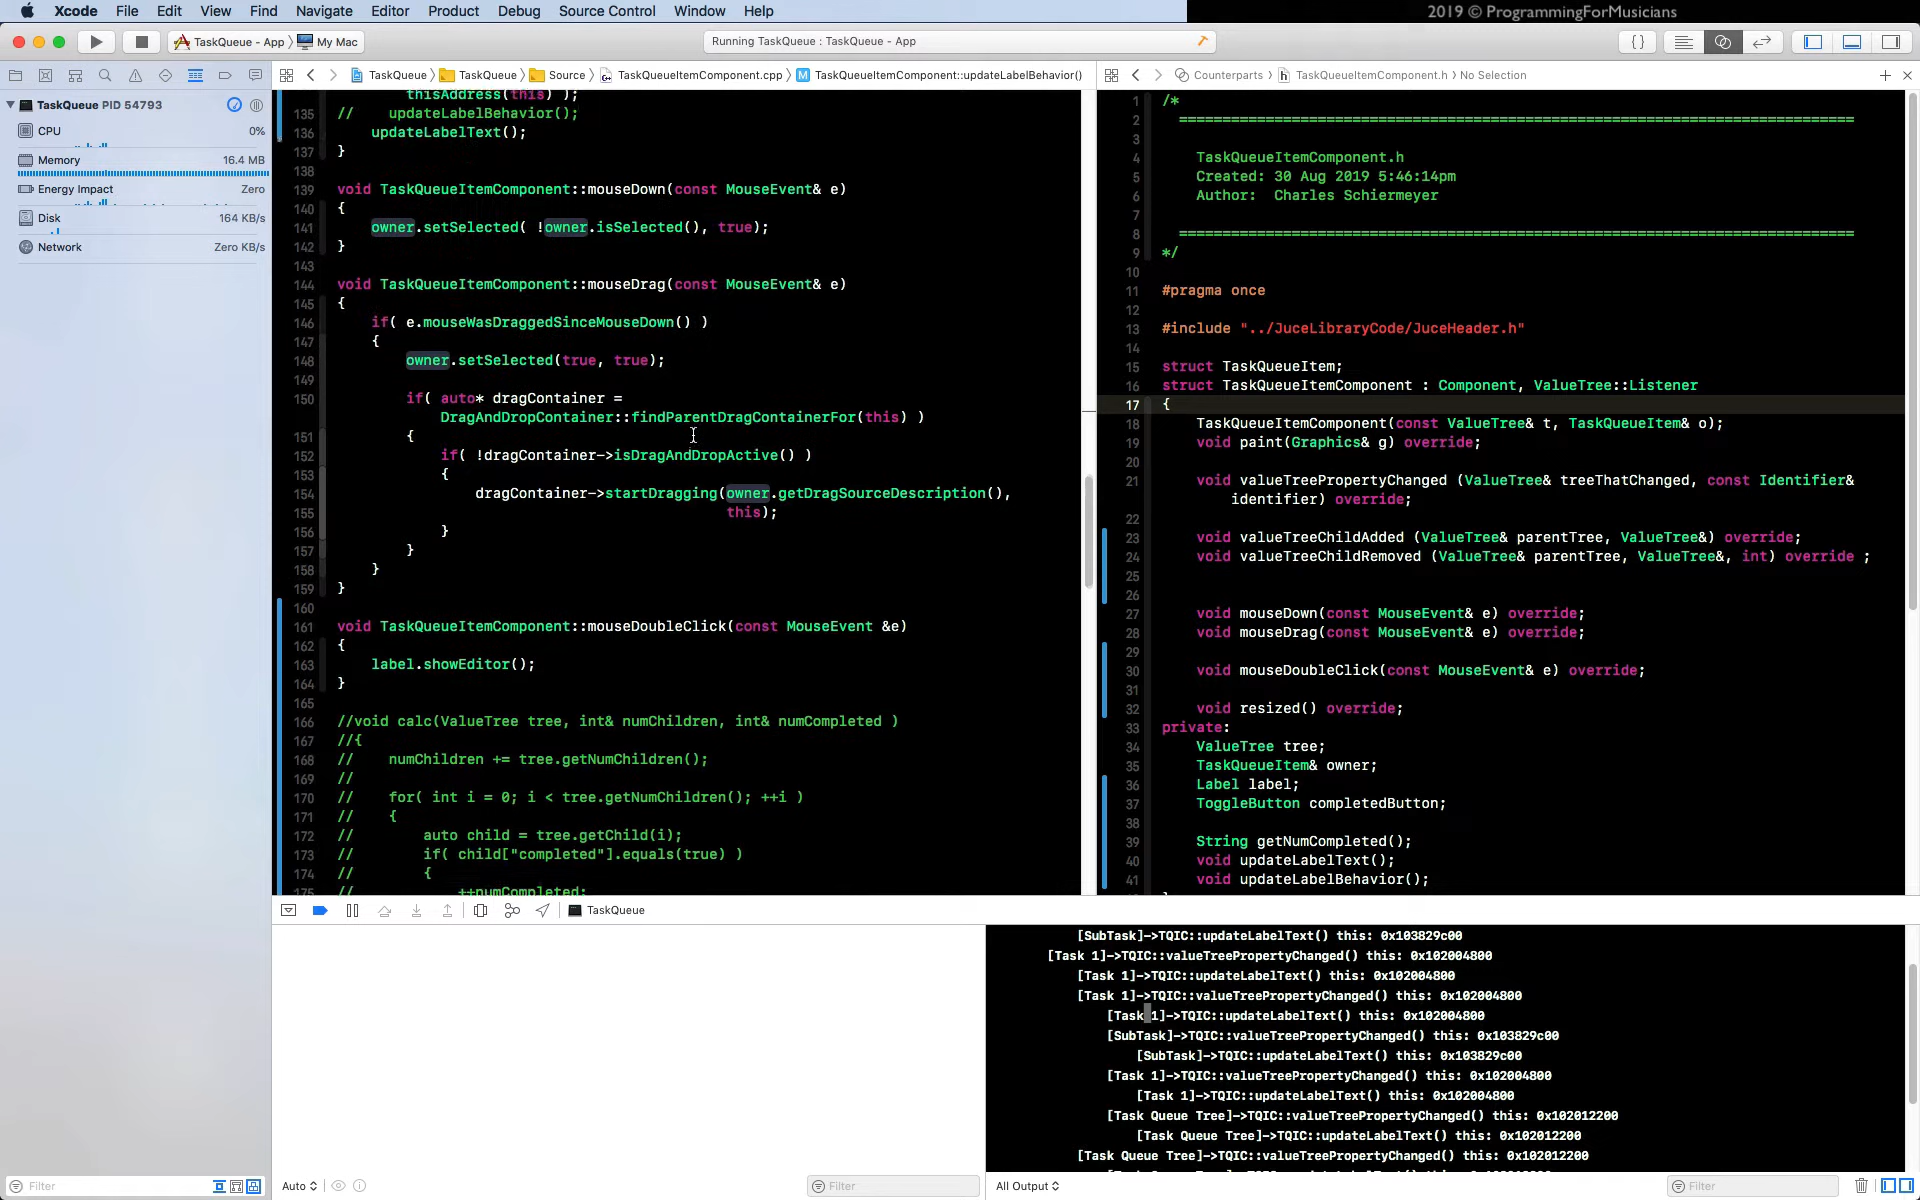 Xcode File Edit View Find Navigate Editor Product Debug Source Control Window Help
2019 © ProgrammingForMusicians
TaskQueue - App My Mac
Running TaskQueue : TaskQueue - App
TaskQueue TaskQueue Source TaskQueueItemComponent.cpp TaskQueueItemComponent::updateLabelBehavior()
Counterparts TaskQueueItemComponent.h No Selection
TaskQueue PID 54793
CPU 0%
Memory 16.4 MB
Energy Impact Zero
Disk 164 KB/s
Network Zero KB/s
Filter
thisAddress(this) );
135 // updateLabelBehavior();
136 updateLabelText();
137 }
138
139 void TaskQueueItemComponent::mouseDown(const MouseEvent& e)
140 {
141 owner.setSelected( !owner.isSelected(), true);
142 }
143
144 void TaskQueueItemComponent::mouseDrag(const MouseEvent& e)
145 {
146 if( e.mouseWasDraggedSinceMouseDown() )
147 {
148 owner.setSelected(true, true);
149
150 if( auto* dragContainer =
DragAndDropContainer::findParentDragContainerFor(this) )
151 {
152 if( !dragContainer->isDragAndDropActive() )
153 {
154 dragContainer->startDragging(owner.getDragSourceDescription(),
155 this);
156 }
157 }
158 }
159 }
160
161 void TaskQueueItemComponent::mouseDoubleClick(const MouseEvent &e)
162 {
163 label.showEditor();
164 }
165
166 //void calc(ValueTree tree, int& numChildren, int& numCompleted )
167 //{
168 // numChildren += tree.getNumChildren();
169 //
170 // for( int i = 0; i < tree.getNumChildren(); ++i )
171 // {
172 // auto child = tree.getChild(i);
173 // if( child["completed"].equals(true) )
174 // {
175 // ++numCompleted;
1 /*
2 ==============================================================================
3
4 TaskQueueItemComponent.h
5 Created: 30 Aug 2019 5:46:14pm
6 Author: Charles Schiermeyer
7
8 ==============================================================================
9 */
10
11 #pragma once
12
13 #include "../JuceLibraryCode/JuceHeader.h"
14
15 struct TaskQueueItem;
16 struct TaskQueueItemComponent : Component, ValueTree::Listener
17 {
18 TaskQueueItemComponent(const ValueTree& t, TaskQueueItem& o);
19 void paint(Graphics& g) override;
20
21 void valueTreePropertyChanged (ValueTree& treeThatChanged, const Identifier&
identifier) override;
22
23 void valueTreeChildAdded (ValueTree& parentTree, ValueTree&) override;
24 void valueTreeChildRemoved (ValueTree& parentTree, ValueTree&, int) override ;
25
26
27 void mouseDown(const MouseEvent& e) override;
28 void mouseDrag(const MouseEvent& e) override;
29
30 void mouseDoubleClick(const MouseEvent& e) override;
31
32 void resized() override;
33 private:
34 ValueTree tree;
35 TaskQueueItem& owner;
36 Label label;
37 ToggleButton completedButton;
38
39 String getNumCompleted();
40 void updateLabelText();
41 void updateLabelBehavior();
TaskQueue
[SubTask]->TQIC::updateLabelText() this: 0x103829c00
[Task 1]->TQIC::valueTreePropertyChanged() this: 0x102004800
[Task 1]->TQIC::updateLabelText() this: 0x102004800
[Task 1]->TQIC::valueTreePropertyChanged() this: 0x102004800
[Task 1]->TQIC::updateLabelText() this: 0x102004800
[SubTask]->TQIC::valueTreePropertyChanged() this: 0x103829c00
[SubTask]->TQIC::updateLabelText() this: 0x103829c00
[Task 1]->TQIC::valueTreePropertyChanged() this: 0x102004800
[Task 1]->TQIC::updateLabelText() this: 0x102004800
[Task Queue Tree]->TQIC::valueTreePropertyChanged() this: 0x102012200
[Task Queue Tree]->TQIC::updateLabelText() this: 0x102012200
[Task Queue Tree]->TQIC::valueTreePropertyChanged() this: 0x102012200
Auto
Filter
All Output
Filter